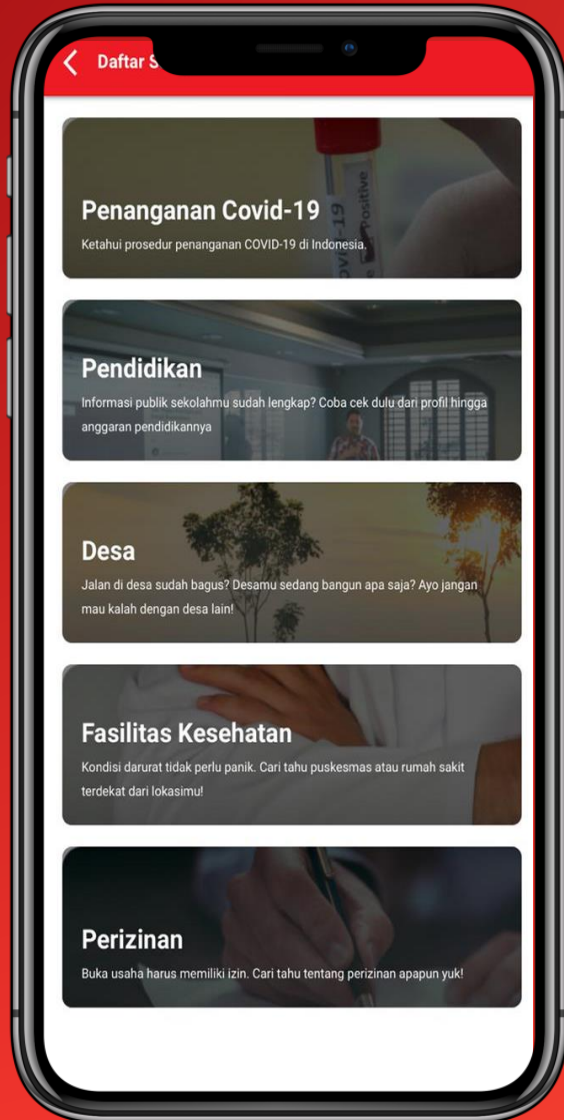 Daftar S
Penanganan Covid-19
Ketahui prosedur penanganan COVID-19 di Indonesia.
Positive
Pendidikan
Informasi publik sekolahmu sudah lengkap? Coba cek dulu dari profil hingga
anggaran pendidikannya
Desa
Jalan di desa sudah bagus? Desamu sedang bangun apa saja? Ayo jangan
mau kalah dengan desa lain!
Fasilitas Kesehatan
Kondisi darurat tidak perlu panik. Cari tahu puskesmas atau rumah sakit
terdekat dari lokasimu!
Perizinan
Buka usaha harus memiliki izin. Cari tahu tentang perizinan apapun yuk!